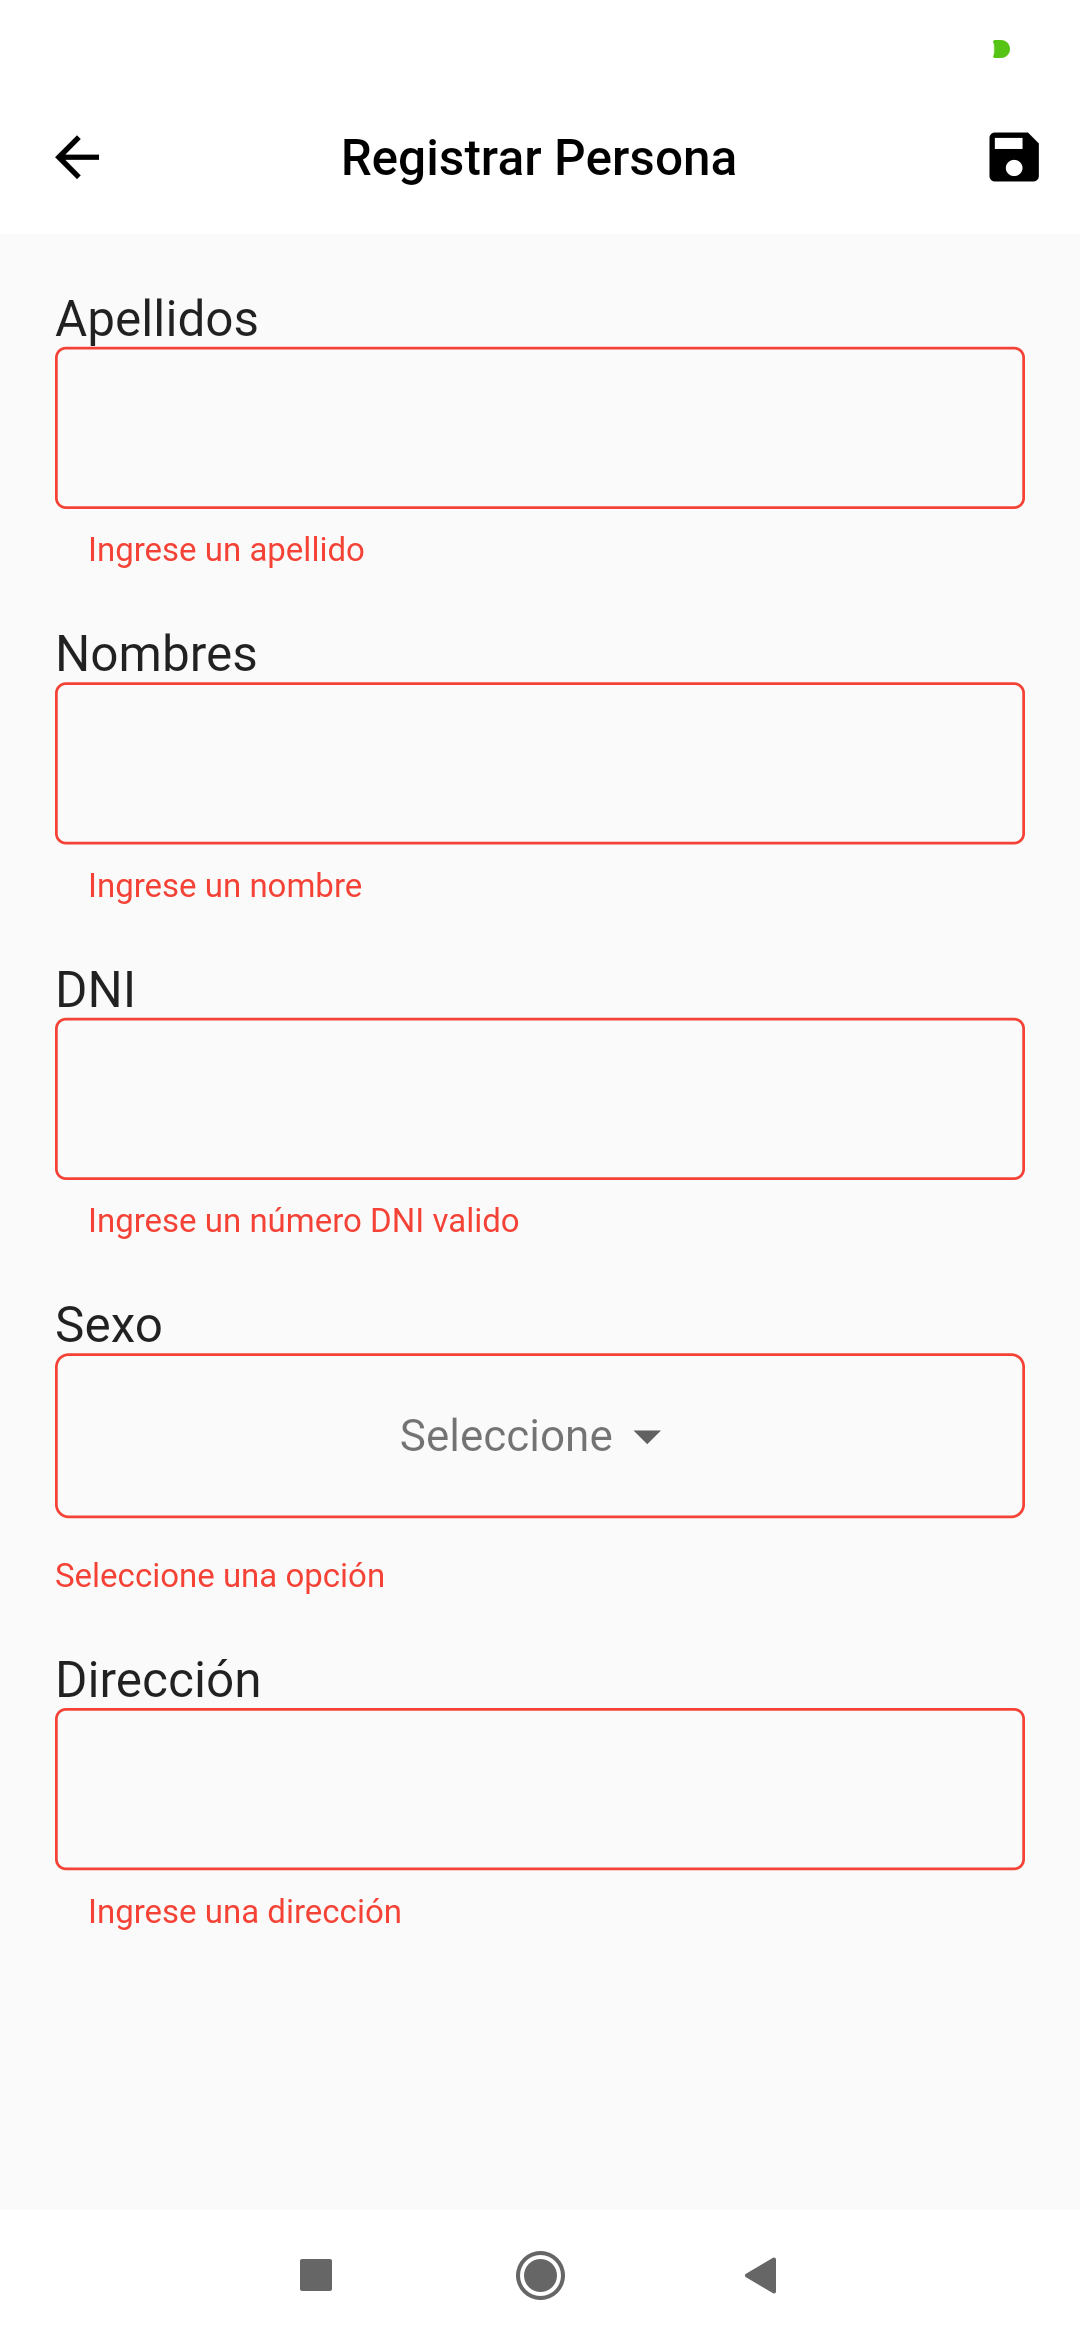 Registrar Persona
Apellidos
Ingrese un apellido
Nombres
Ingrese un nombre
DNI
Ingrese un número DNI valido
Sexo
Seleccione
Seleccione una opción
Dirección
Ingrese una dirección